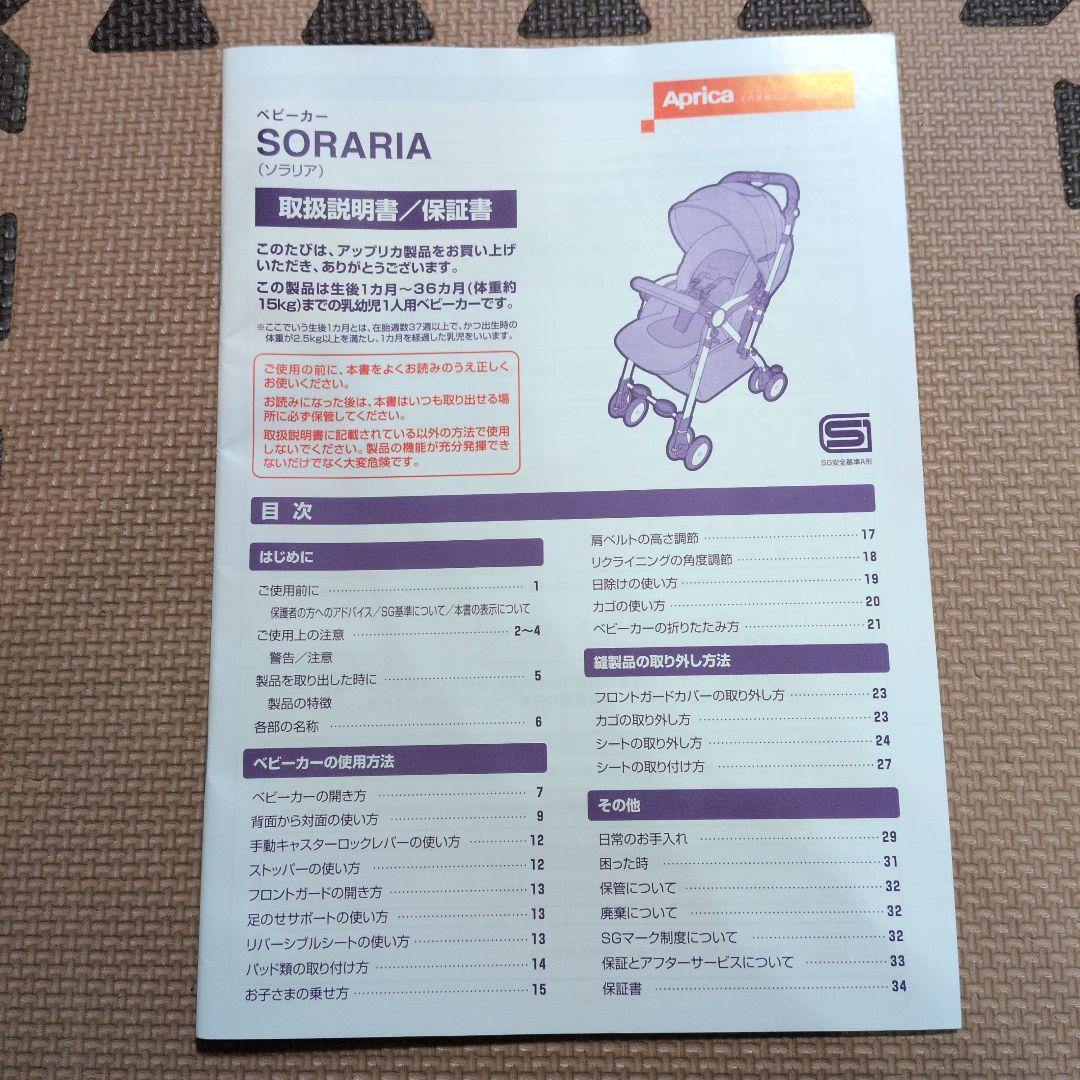 Aprica
ベビーカー
SORARIA
(ソラリア)
取扱説明書／保証書
このたびは、アップリカ製品をお買い上げ
いただき、ありがとうございます。
この製品は生後1カ月〜36カ月(体重約
15kg)までの乳幼児1人用ベビーカーです。
※ここでいう生後1カ月とは、在胎週数37週以上で、かつ出生時の
体重が2.5kg以上を満たし、1カ月を経過した乳児をいいます。
ご使用の前に、本書をよくお読みのうえ正しく
お使いください。
お読みになった後は、本書はいつも取り出せる場
所に必ず保管してください。
取扱説明書に記載されている以外の方法で使用
しないでください。製品の機能が充分発揮でき
ないだけでなく大変危険です。
SG安全基準A形
目 次
はじめに
ご使用前に 1
保護者の方へのアドバイス／SG基準について／本書の表示について
ご使用上の注意 2〜4
警告／注意
製品を取り出した時に 5
製品の特徴
各部の名称 6
ベビーカーの使用方法
ベビーカーの開き方 7
背面から対面の使い方 9
手動キャスターロックレバーの使い方 12
ストッパーの使い方 12
フロントガードの開き方 13
足のせサポートの使い方 13
リバーシブルシートの使い方 13
パッド類の取り付け方 14
お子さまの乗せ方 15
肩ベルトの高さ調節 17
リクライニングの角度調節 18
日除けの使い方 19
カゴの使い方 20
ベビーカーの折りたたみ方 21
縫製品の取り外し方法
フロントガードカバーの取り外し方 23
カゴの取り外し方 23
シートの取り外し方 24
シートの取り付け方 27
その他
日常のお手入れ 29
困った時 31
保管について 32
廃棄について 32
SGマーク制度について 32
保証とアフターサービスについて 33
保証書 34